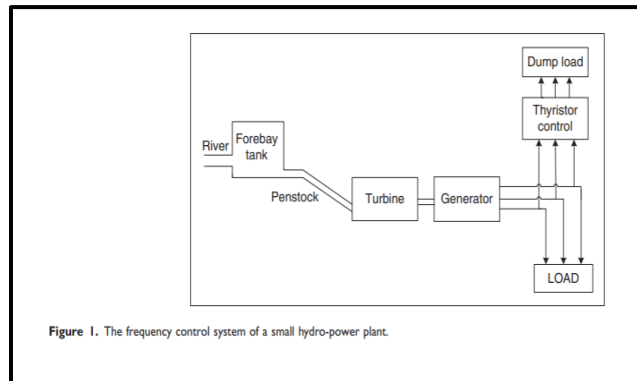 Dump load
Thyristor
control
River
Forebay
tank
Penstock
Turbine
Generator
LOAD
Figure 1. The frequency control system of a small hydro-power plant.